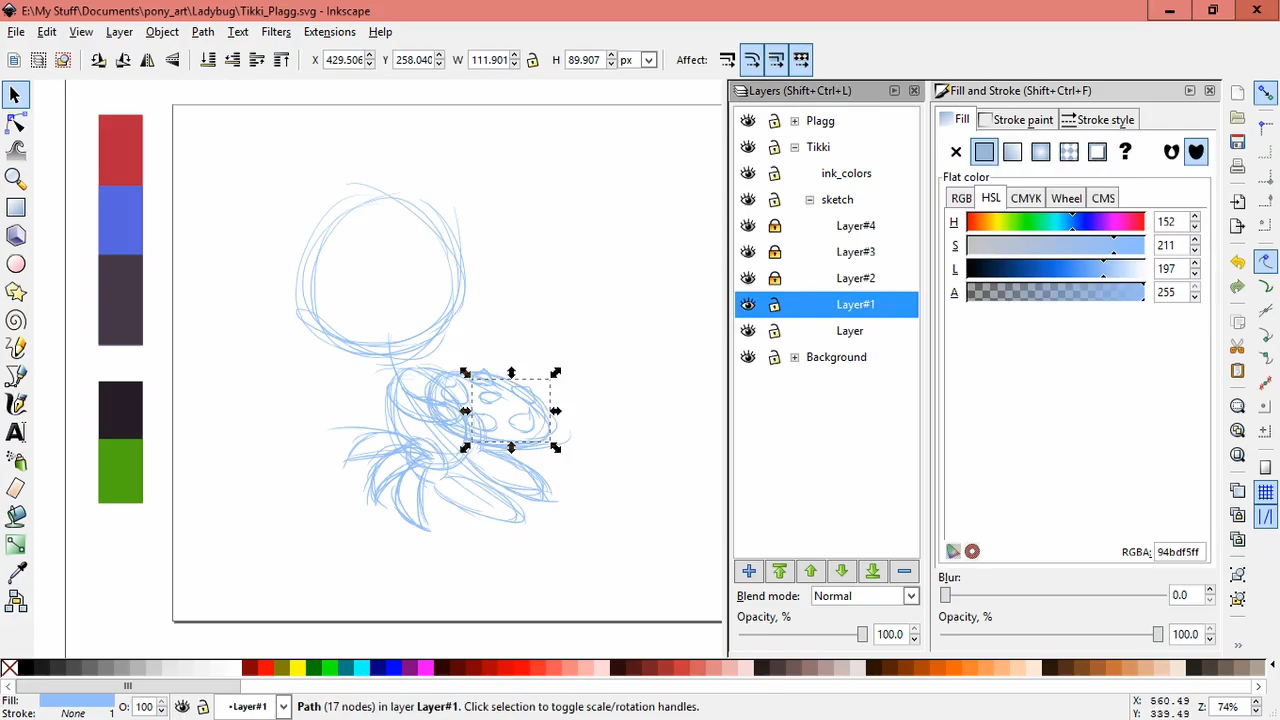 E:\My Stuff\Documents\pony_art\Ladybug\Tikki_Plagg.svg - Inkscape
File Edit View Layer Object Path Filters Text Extensions Help
X 429.506 Y 258.040 W 111.901 H 89.907 px Affect:
Layers (Shift+Ctrl+L)
Plagg
Tikki
ink_colors
sketch
Layer#4
Layer#3
Layer#2
Layer#1
Layer
Background
Blend mode: Normal
Opacity, %
100.0
Fill and Stroke (Shift+Ctrl+F)
Fill Stroke paint Stroke style
?
Flat color
RGB HSL CMYK Wheel CMS
H 152
S 211
L 197
A 255
RGBA: 94bdf5ff
Blur:
0.0
Opacity, %
100.0
Fill: O: 100 •Layer#1 Path (17 nodes) in layer Layer#1. Click selection to toggle scale/rotation handles. X: 560.49 Z: 74%
Stroke: None 1 Y: 339.49